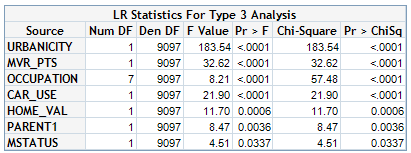 LR Statistics For Type 3 Analysis
Source Num DF Den DF F Value Pr > F Chi-Square Pr > ChiSq
URBANICITY 1 9097 183.54 <.0001 183.54 <.0001
MVR_PTS 1 9097 32.62 <.0001 32.62 <.0001
OCCUPATION 7 9097 8.21 <.0001 57.48 <.0001
CAR_USE 1 9097 21.90 <.0001 21.90 <.0001
HOME_VAL 1 9097 11.70 0.0006 11.70 0.0006
PARENT1 1 9097 8.47 0.0036 8.47 0.0036
MSTATUS 1 9097 4.51 0.0337 4.51 0.0337